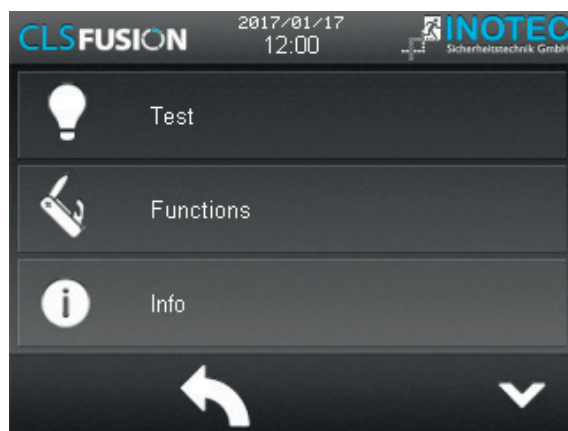 CLSFUSION
2017/01/17
12:00
INOTEC
Sicherheitstechnik GmbH
Test
Functions
Info